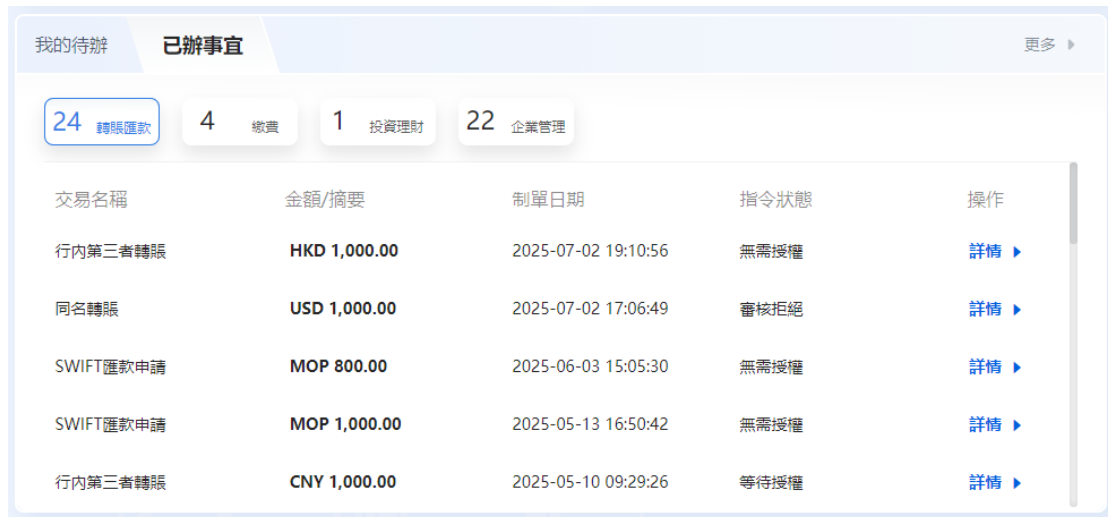 我的待辦 已辦事宜 更多
24 轉賬匯款 4 繳費 1 投資理財 22 企業管理
交易名稱 金額/摘要 制單日期 指令狀態 操作
行內第三者轉賬 HKD 1,000.00 2025-07-02 19:10:56 無需授權 詳情
同名轉賬 USD 1,000.00 2025-07-02 17:06:49 審核拒絕 詳情
SWIFT匯款申請 MOP 800.00 2025-06-03 15:05:30 無需授權 詳情
SWIFT匯款申請 MOP 1,000.00 2025-05-13 16:50:42 無需授權 詳情
行內第三者轉賬 CNY 1,000.00 2025-05-10 09:29:26 等待授權 詳情